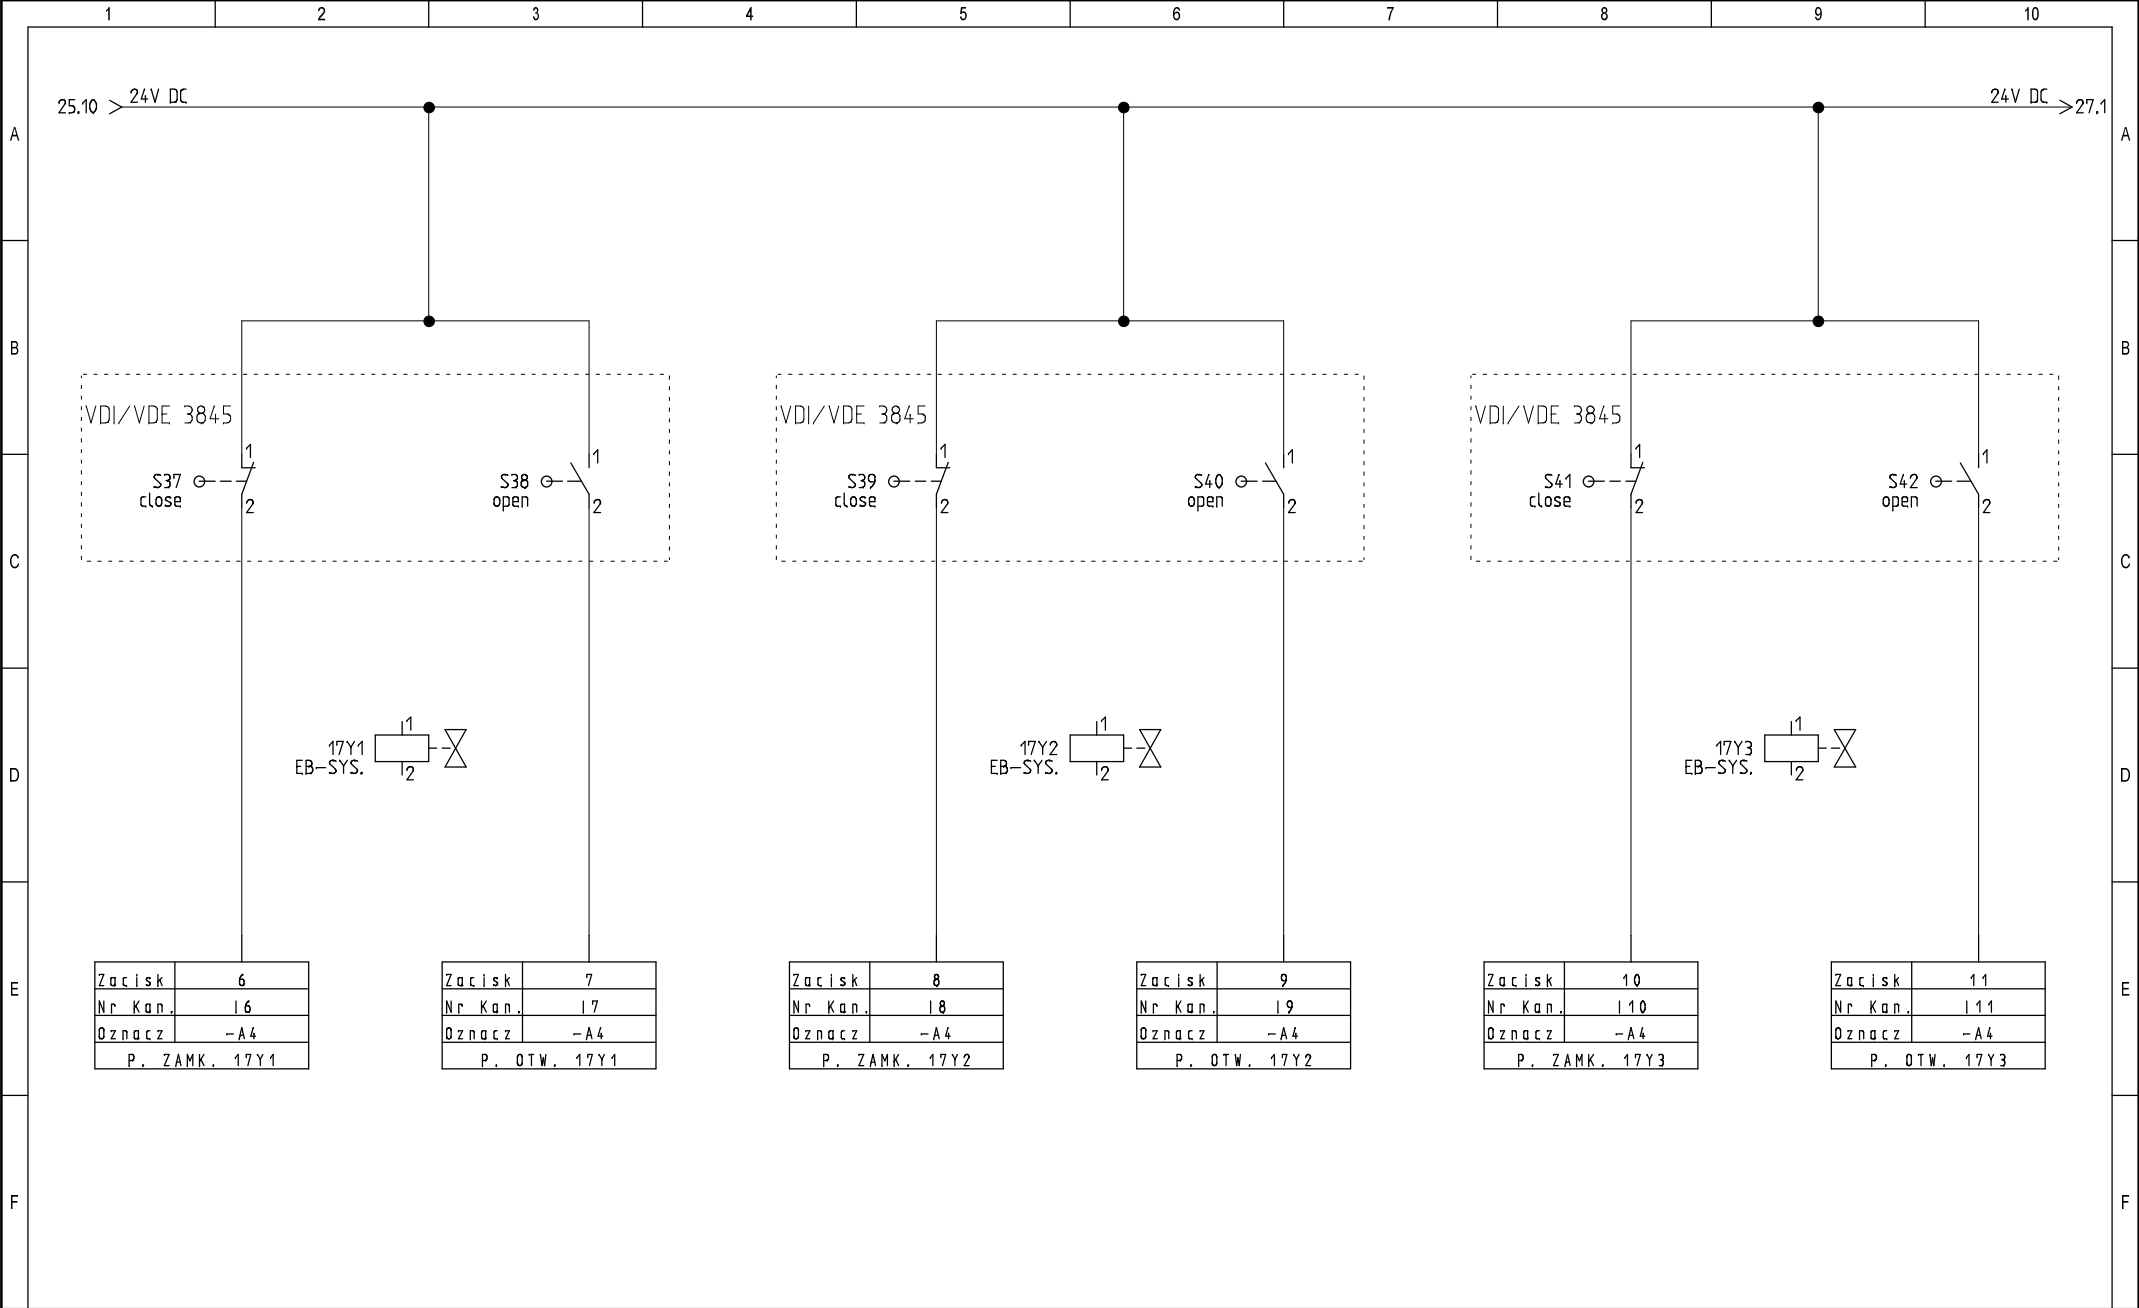 1 2 3 4 5 6 7 8 9 10
25.10 24V DC 24V DC 27.1
A A
B B
VDI/VDE 3845 VDI/VDE 3845 VDI/VDE 3845
1 1 1 1 1 1
S37 S38 S39 S40 S41 S42
close open close open close open
2 2 2 2 2 2
C C
1 1 1
17Y1 17Y2 17Y3
EB-SYS. EB-SYS. EB-SYS.
2 2 2
D D
Zacisk 6 Zacisk 7 Zacisk 8 Zacisk 9 Zacisk 10 Zacisk 11
E E
Nr Kan. I6 Nr Kan. I7 Nr Kan. I8 Nr Kan. I9 Nr Kan. I10 Nr Kan. I11
Oznacz -A4 Oznacz -A4 Oznacz -A4 Oznacz -A4 Oznacz -A4 Oznacz -A4
P. ZAMK. 17Y1 P. OTW. 17Y1 P. ZAMK. 17Y2 P. OTW. 17Y2 P. ZAMK. 17Y3 P. OTW. 17Y3
F F